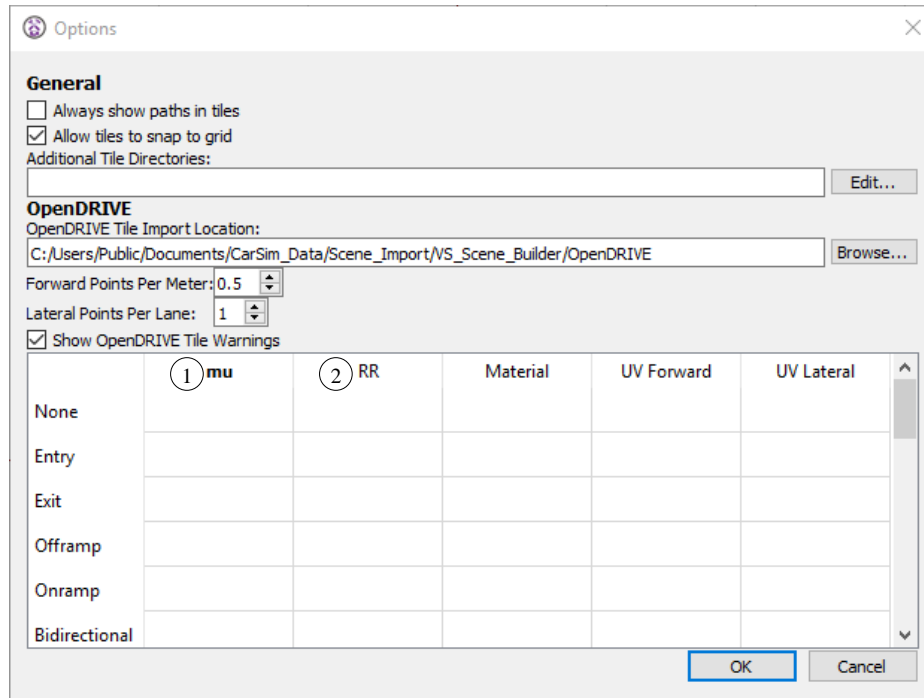 Options
General
Always show paths in tiles
Allow tiles to snap to grid
Additional Tile Directories:
Edit...
OpenDRIVE
OpenDRIVE Tile Import Location:
C:/Users/Public/Documents/CarSim_Data/Scene_Import/VS_Scene_Builder/OpenDRIVE Browse...
Forward Points Per Meter: 0.5
Lateral Points Per Lane: 1
Show OpenDRIVE Tile Warnings
1 mu 2 RR Material UV Forward UV Lateral
None
Entry
Exit
Offramp
Onramp
Bidirectional
OK Cancel